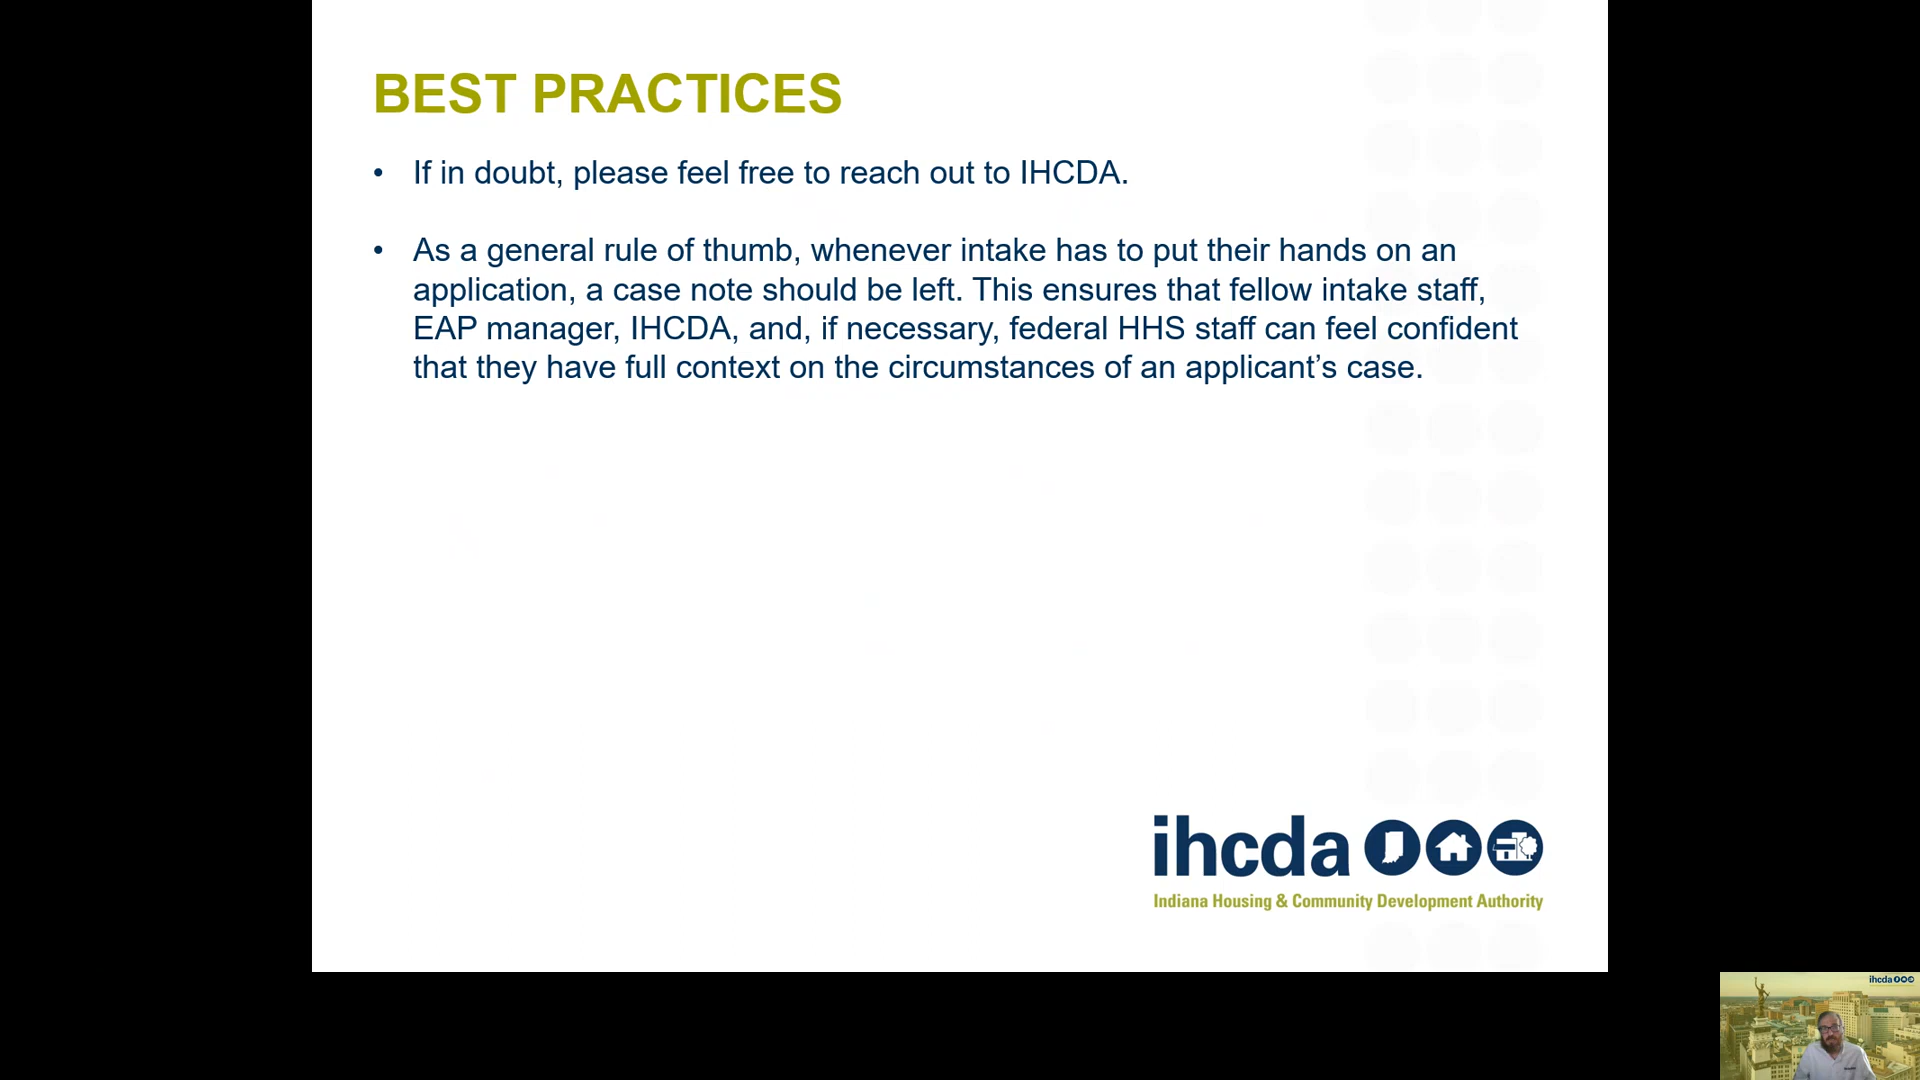 BEST PRACTICES
• If in doubt, please feel free to reach out to IHCDA.
• As a general rule of thumb, whenever intake has to put their hands on an
application, a case note should be left. This ensures that fellow intake staff,
EAP manager, IHCDA, and, if necessary, federal HHS staff can feel confident
that they have full context on the circumstances of an applicant’s case.
ihcda
Indiana Housing & Community Development Authority
ihcda